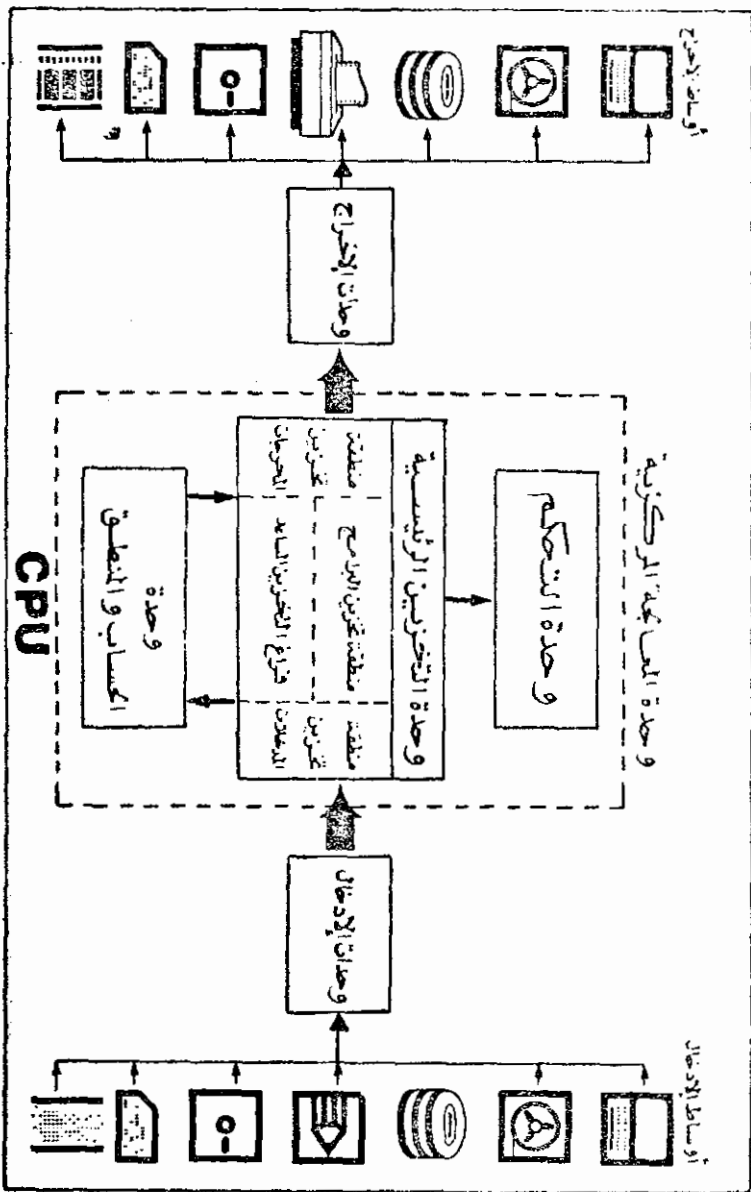 أوساط الإدخال
وحدات الإدخال
وحدة المعالجة المركزية
وحدة التحكم
وحدة التخزين الرئيسية
منطقة
تخزين
المدخلات
منطقة تخزين البرامج
فراغ التخزين المساعد
منطقة
تخزين
المخرجات
وحدة
الحساب والمنطق
CPU
وحدات الإخراج
أوساط الإخراج